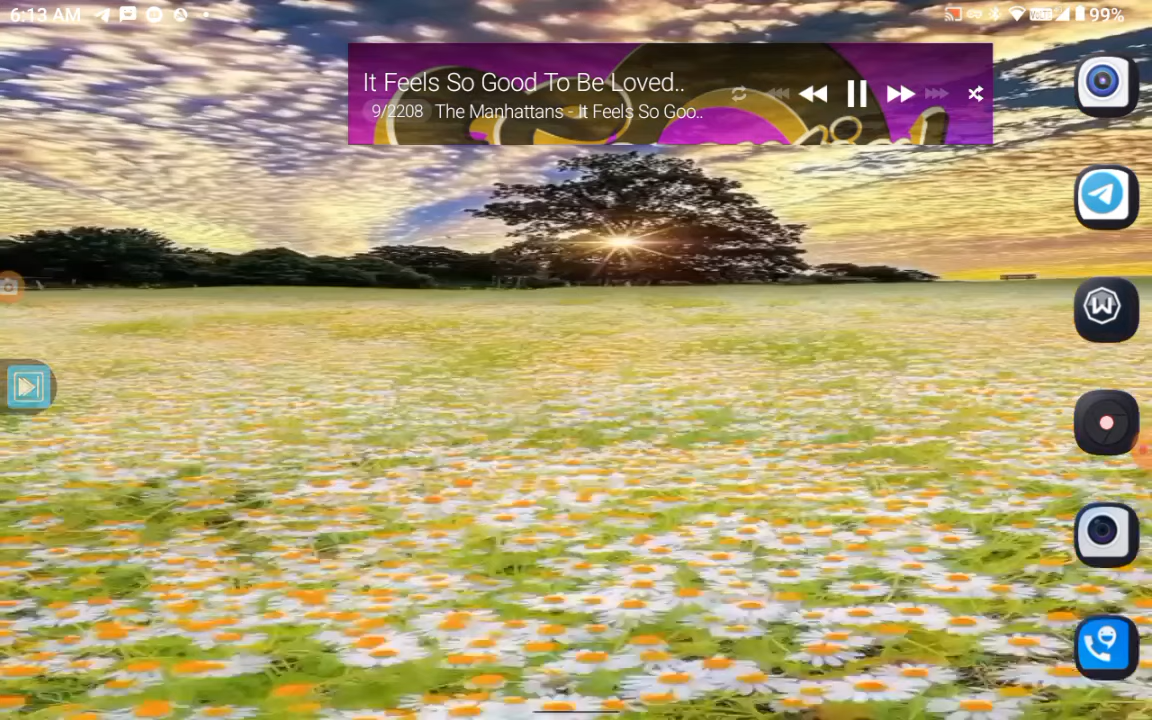 6:13 AM
99%
It Feels So Good To Be Loved..
9/2208 The Manhattans - It Feels So Goo..
W